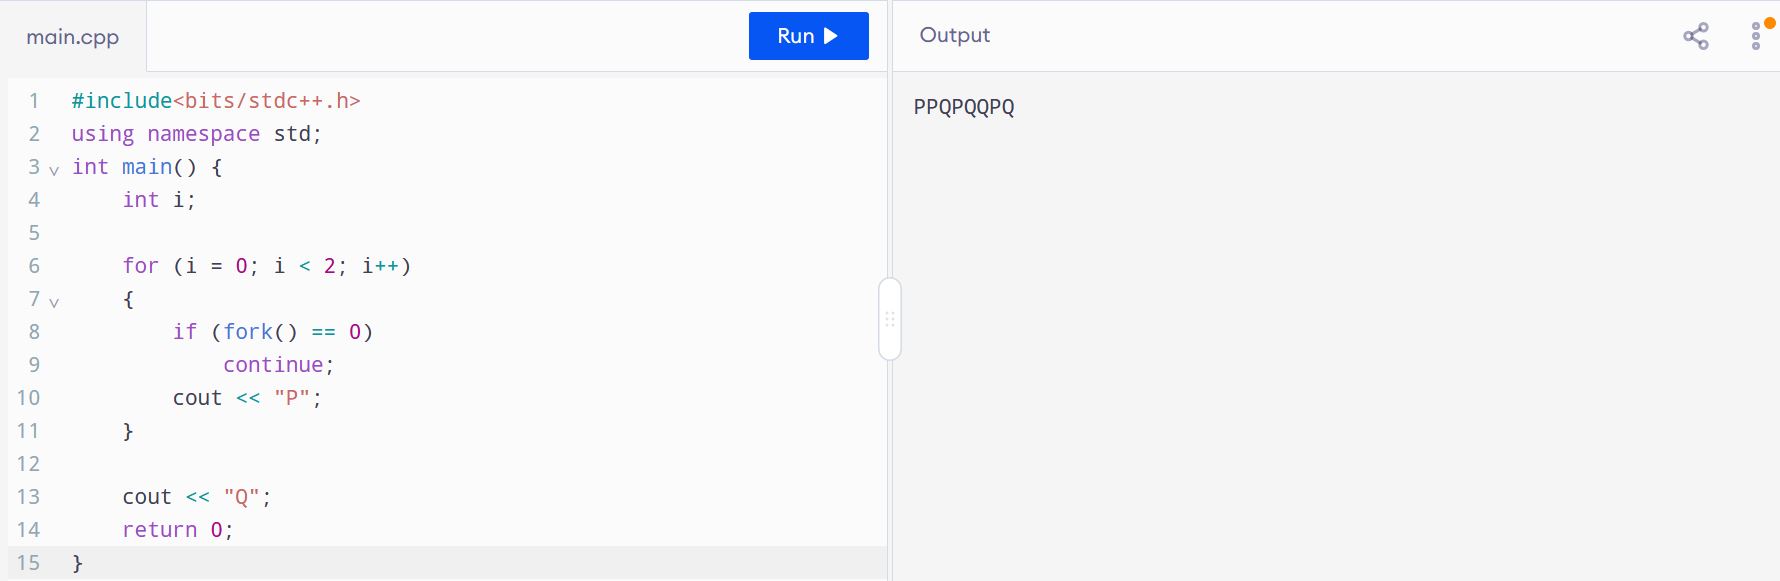 main.cpp
Run
Output
1 #include<bits/stdc++.h>
2 using namespace std;
3 int main() {
4     int i;
5
6     for (i = 0; i < 2; i++)
7     {
8         if (fork() == 0)
9             continue;
10         cout << "P";
11     }
12
13     cout << "Q";
14     return 0;
15 }
PPQPQQPQ